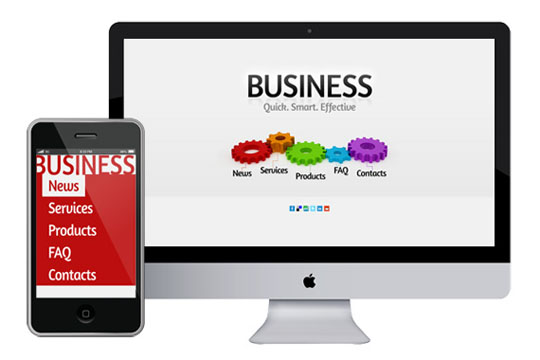 BUSINESS
Quick. Smart. Effective
News
Services
Products
FAQ
Contacts
BUSINESS
News
Services
Products
FAQ
Contacts